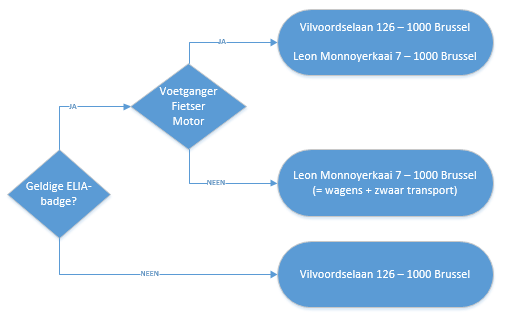 Vilvoordselaan 126 – 1000 Brussel
Leon Monnoyerkaai 7 – 1000 Brussel
JA
Voetganger
Fietser
Motor
JA
NEEN
Leon Monnoyerkaai 7 – 1000 Brussel
(= wagens + zwaar transport)
Geldige ELIA-
badge?
NEEN
Vilvoordselaan 126 – 1000 Brussel